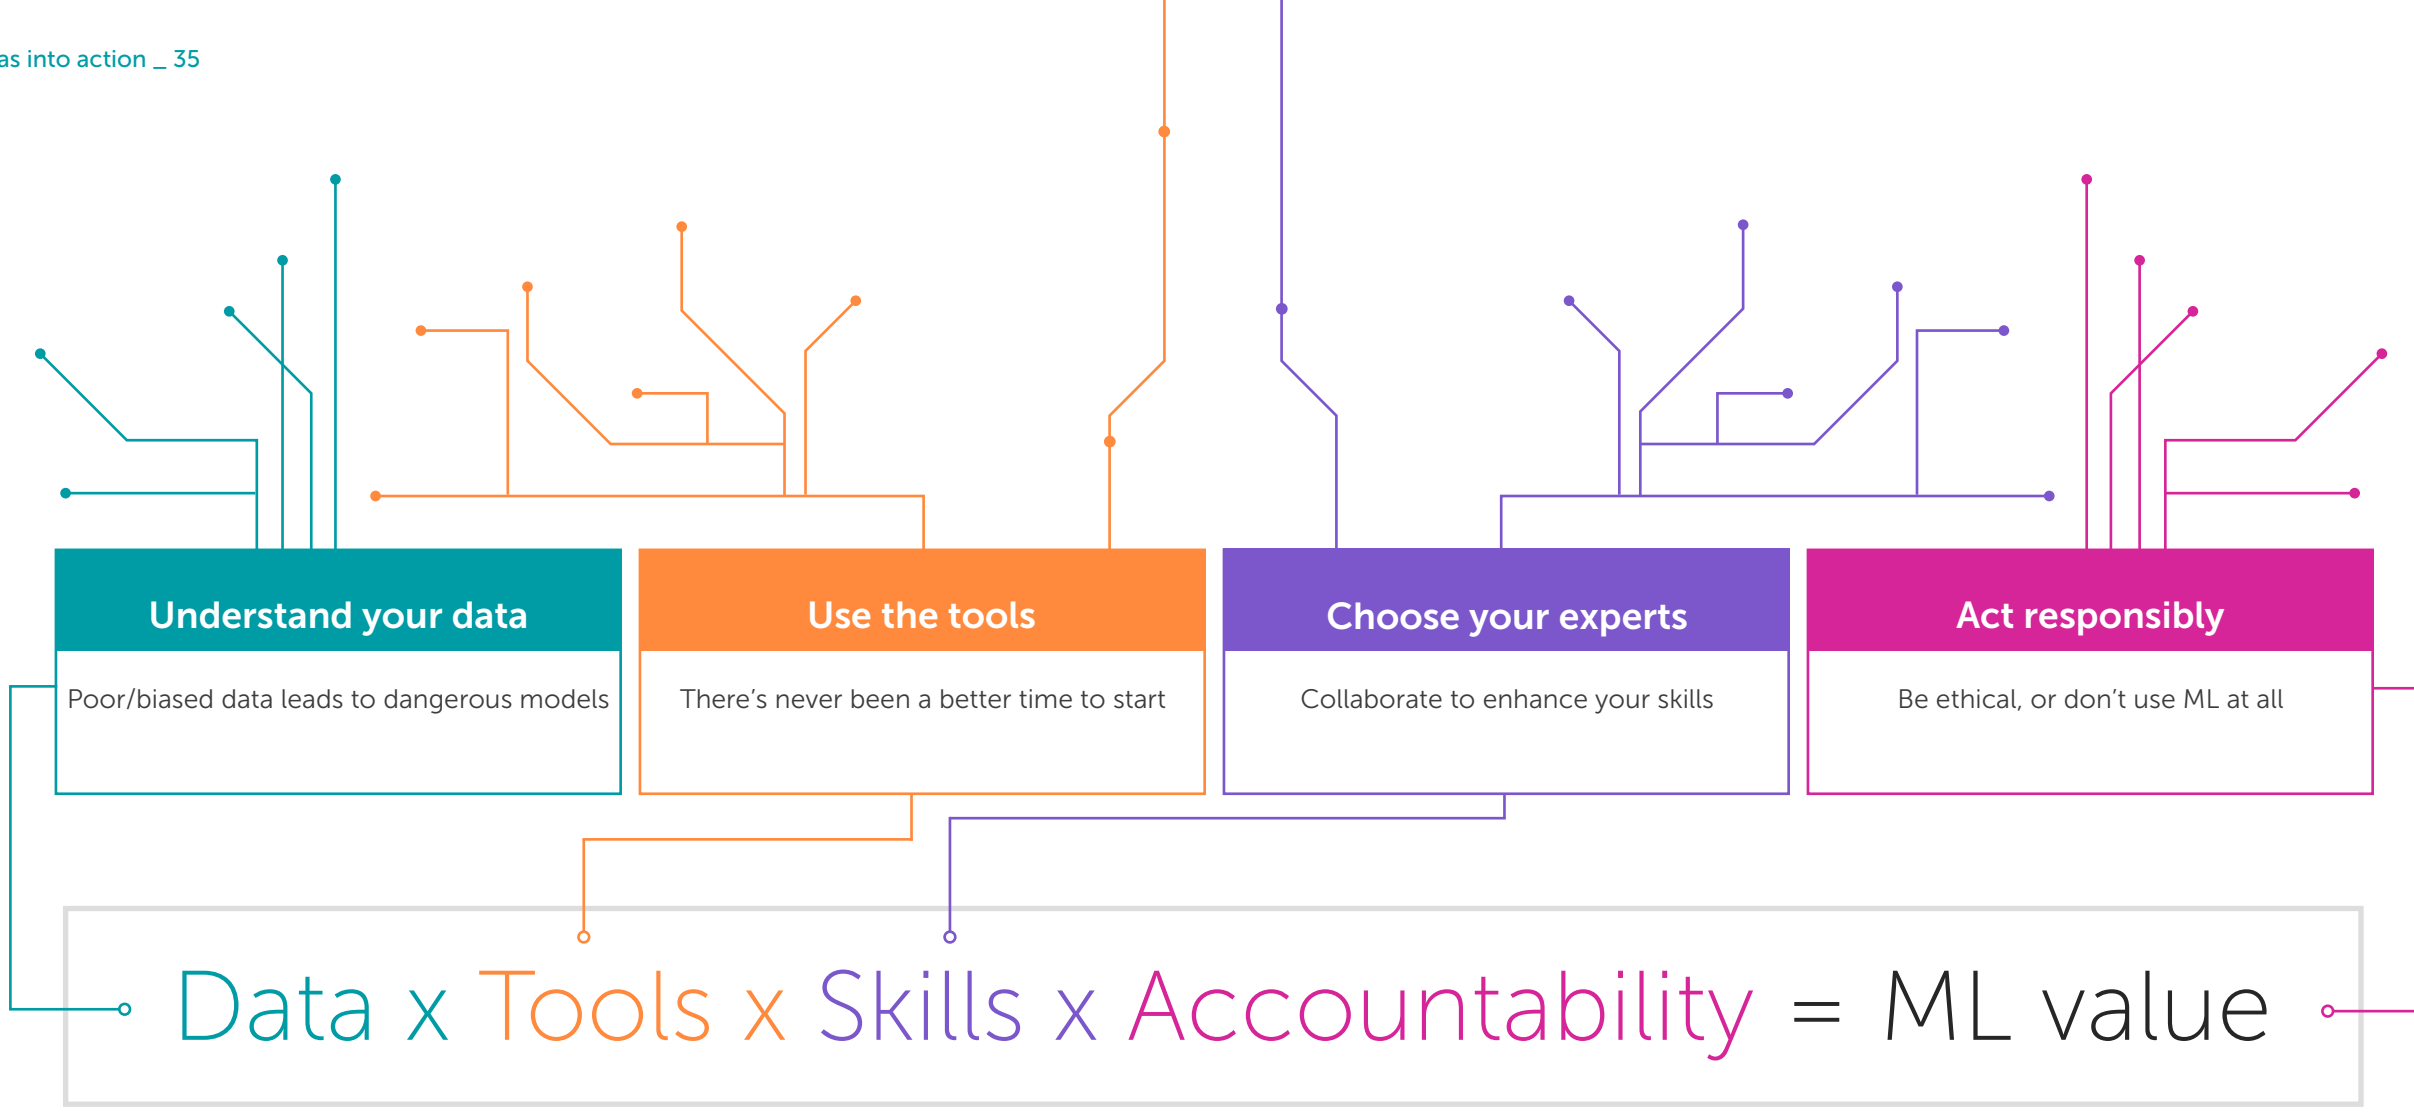 as into action _ 35
Understand your data
Poor/biased data leads to dangerous models
Use the tools
There’s never been a better time to start
Choose your experts
Collaborate to enhance your skills
Act responsibly
Be ethical, or don’t use ML at all
Data x Tools x Skills x Accountability = ML value